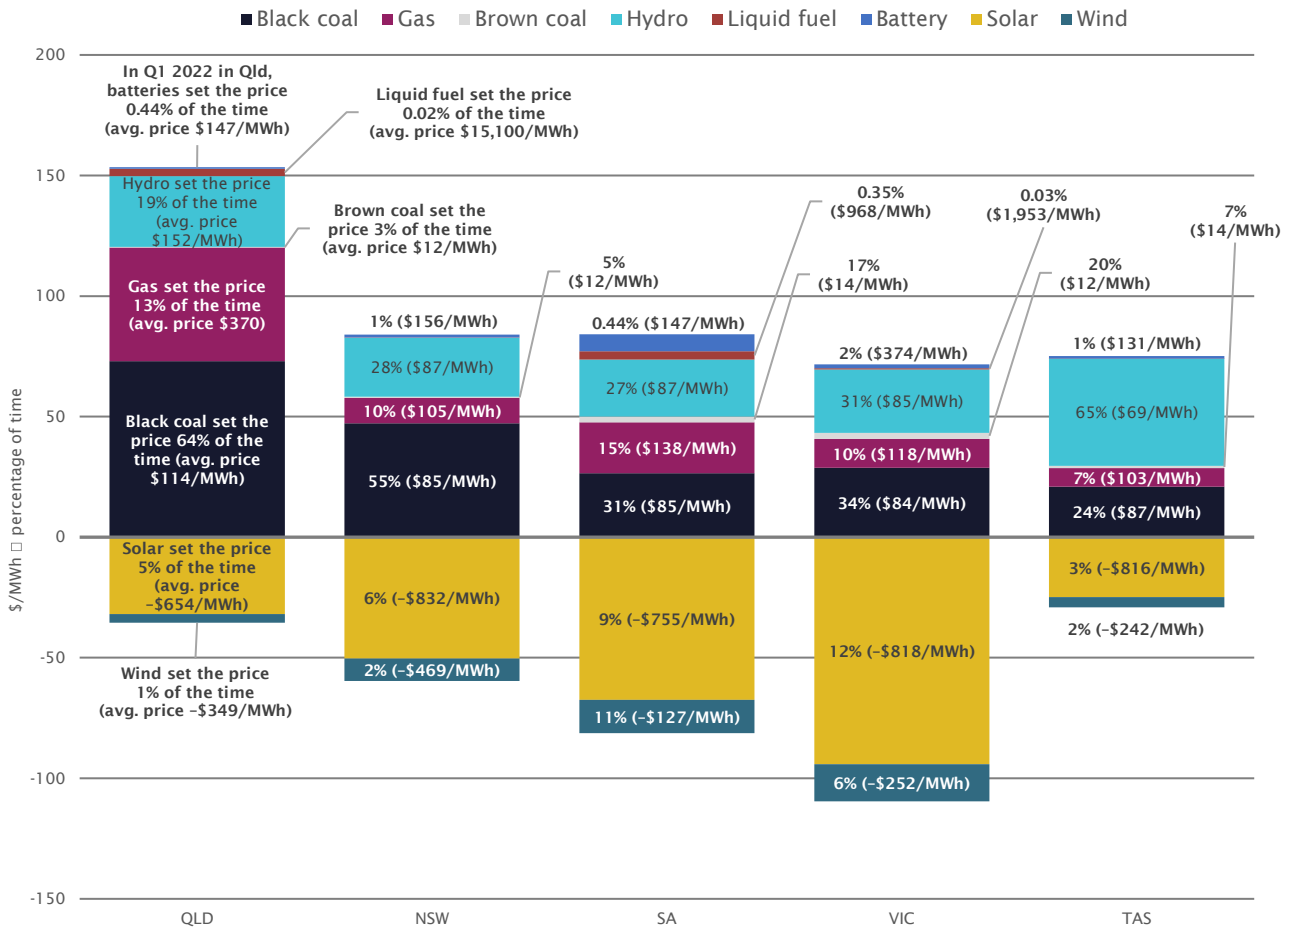 Black coal Gas Brown coal Hydro Liquid fuel Battery Solar Wind
200
150
100
50
0
-50
-100
-150
$/MWh □ percentage of time
In Q1 2022 in Qld,
batteries set the price
0.44% of the time
(avg. price $147/MWh)
Liquid fuel set the price
0.02% of the time
(avg. price $15,100/MWh)
Hydro set the price
19% of the time
(avg. price
$152/MWh)
Brown coal set the
price 3% of the time
(avg. price $12/MWh)
Gas set the price
13% of the time
(avg. price $370)
Black coal set the
price 64% of the
time (avg. price
$114/MWh)
Solar set the price
5% of the time
(avg. price
–$654/MWh)
Wind set the price
1% of the time
(avg. price –$349/MWh)
5%
($12/MWh)
1% ($156/MWh)
28% ($87/MWh)
10% ($105/MWh)
55% ($85/MWh)
6% (–$832/MWh)
2% (–$469/MWh)
0.35%
($968/MWh)
17%
($14/MWh)
0.44% ($147/MWh)
27% ($87/MWh)
15% ($138/MWh)
31% ($85/MWh)
9% (–$755/MWh)
11% (–$127/MWh)
0.03%
($1,953/MWh)
20%
($12/MWh)
2% ($374/MWh)
31% ($85/MWh)
10% ($118/MWh)
34% ($84/MWh)
12% (–$818/MWh)
6% (–$252/MWh)
7%
($14/MWh)
1% ($131/MWh)
65% ($69/MWh)
7% ($103/MWh)
24% ($87/MWh)
3% (–$816/MWh)
2% (–$242/MWh)
QLD NSW SA VIC TAS